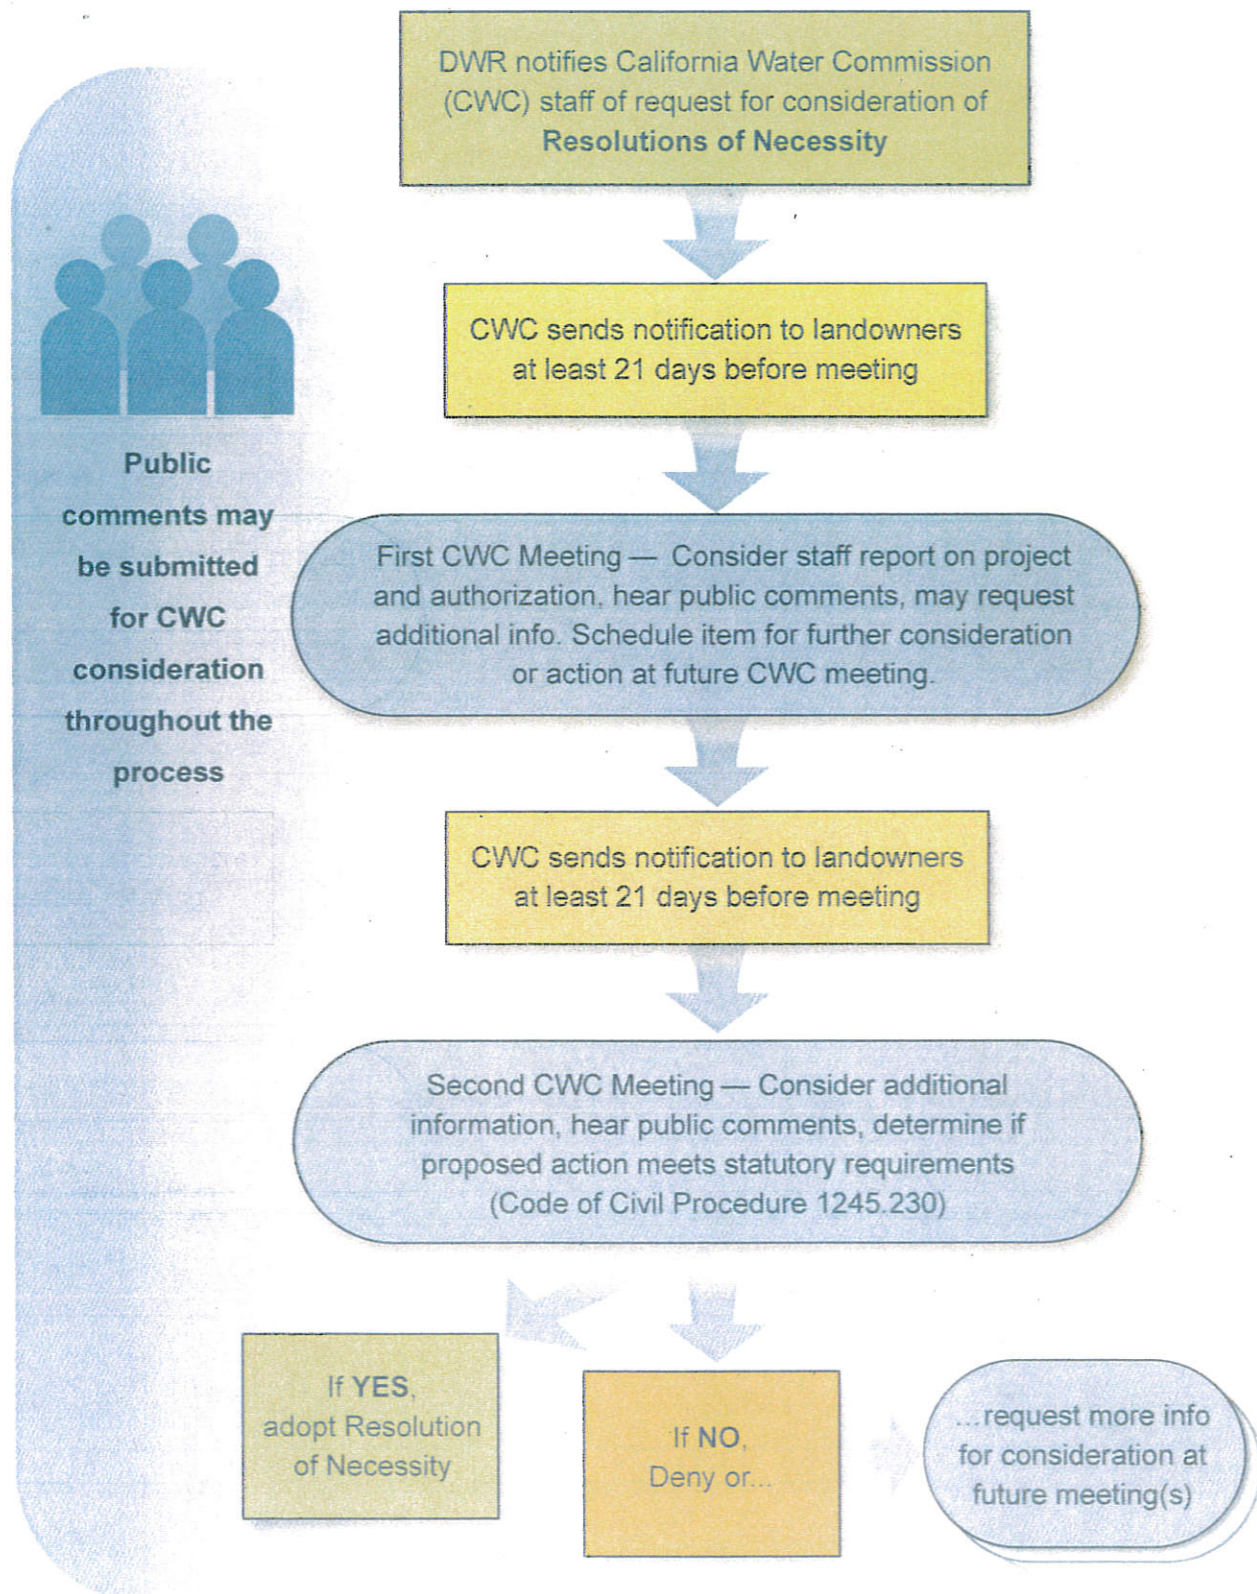 DWR notifies California Water Commission
(CWC) staff of request for consideration of
Resolutions of Necessity
CWC sends notification to landowners
at least 21 days before meeting
Public
comments may
be submitted
for CWC
consideration
throughout the
process
First CWC Meeting — Consider staff report on project
and authorization, hear public comments, may request
additional info. Schedule item for further consideration
or action at future CWC meeting.
CWC sends notification to landowners
at least 21 days before meeting
Second CWC Meeting — Consider additional
information, hear public comments, determine if
proposed action meets statutory requirements
(Code of Civil Procedure 1245.230)
If YES,
adopt Resolution
of Necessity
If NO,
Deny or...
...request more info
for consideration at
future meeting(s)